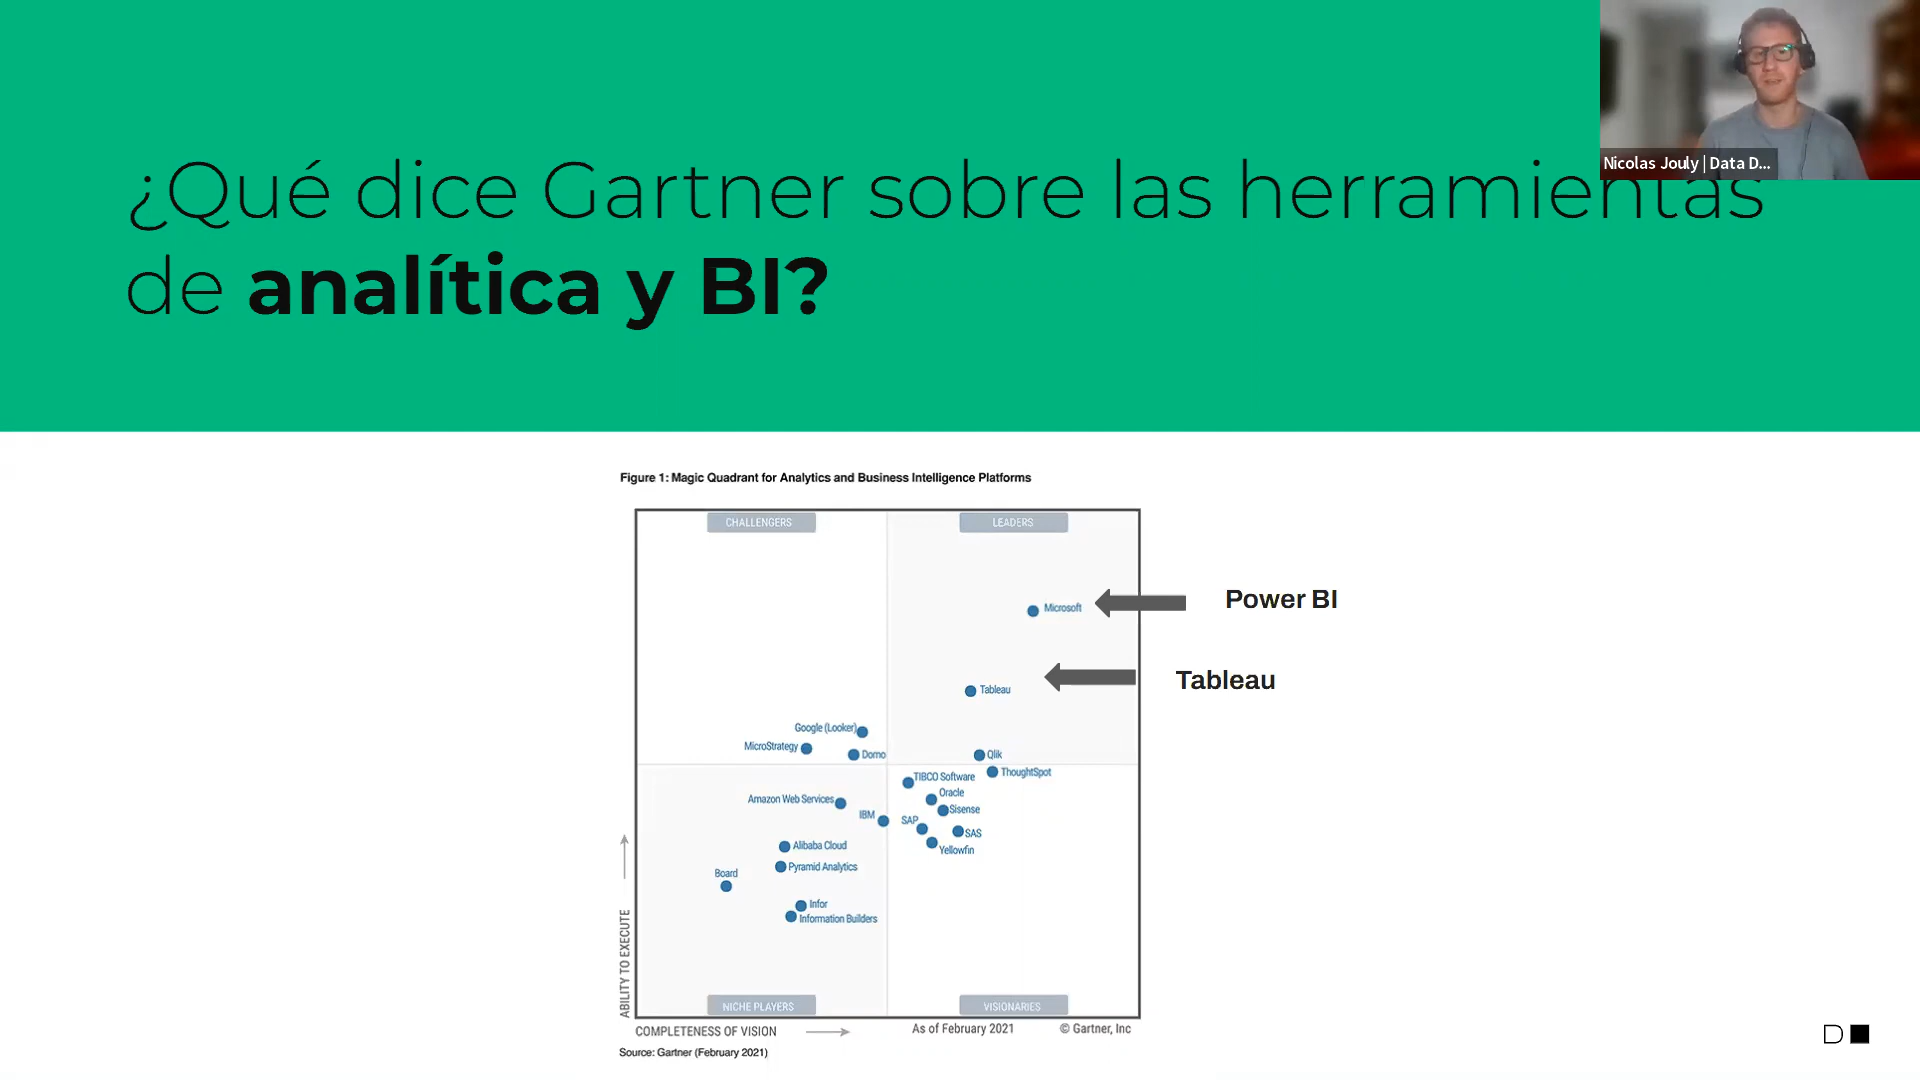 Nicolas Jouly | Data D...
¿Qué dice Gartner sobre las herramientas
de analítica y BI?
Figure 1: Magic Quadrant for Analytics and Business Intelligence Platforms
CHALLENGERS
LEADERS
Microsoft
Power BI
Tableau
Tableau
Google (Looker)
MicroStrategy
Domo
Qlik
ThoughtSpot
TIBCO Software
Oracle
Amazon Web Services
Sisense
IBM
SAP
SAS
Alibaba Cloud
Yellowfin
Pyramid Analytics
Board
Infor
Information Builders
ABILITY TO EXECUTE
NICHE PLAYERS
VISIONARIES
COMPLETENESS OF VISION
As of February 2021
© Gartner, Inc
Source: Gartner (February 2021)
D